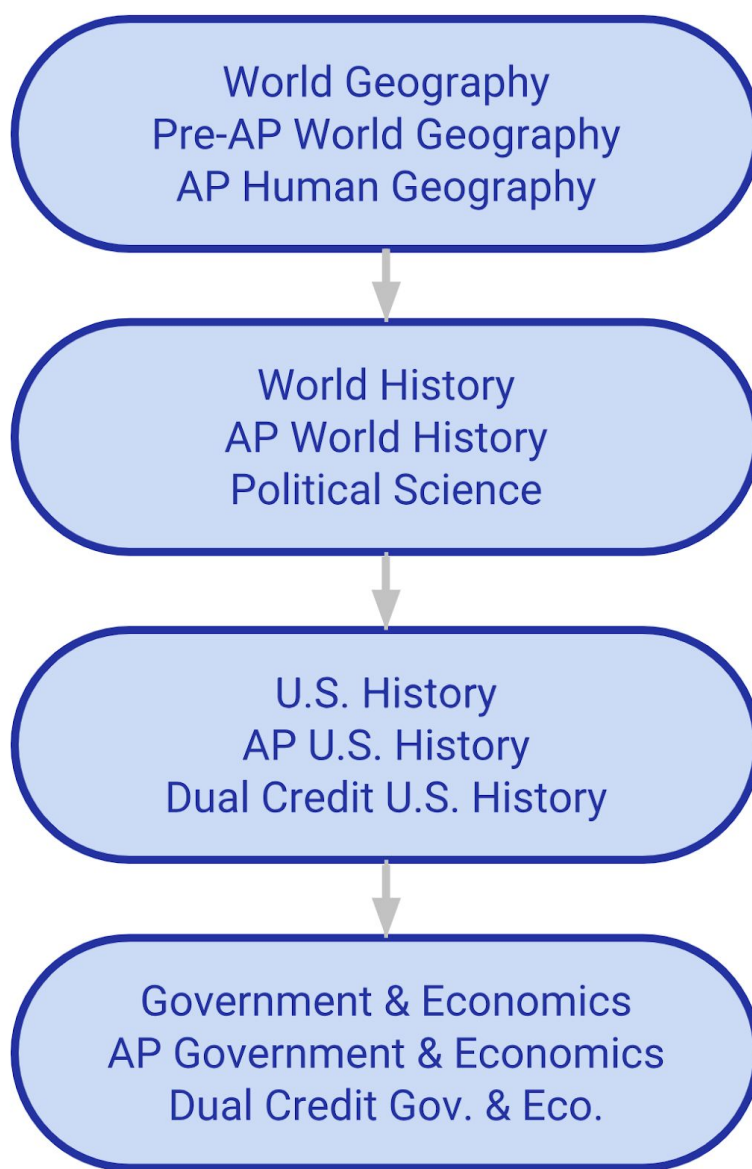 World Geography
Pre-AP World Geography
AP Human Geography
World History
AP World History
Political Science
U.S. History
AP U.S. History
Dual Credit U.S. History
Government & Economics
AP Government & Economics
Dual Credit Gov. & Eco.